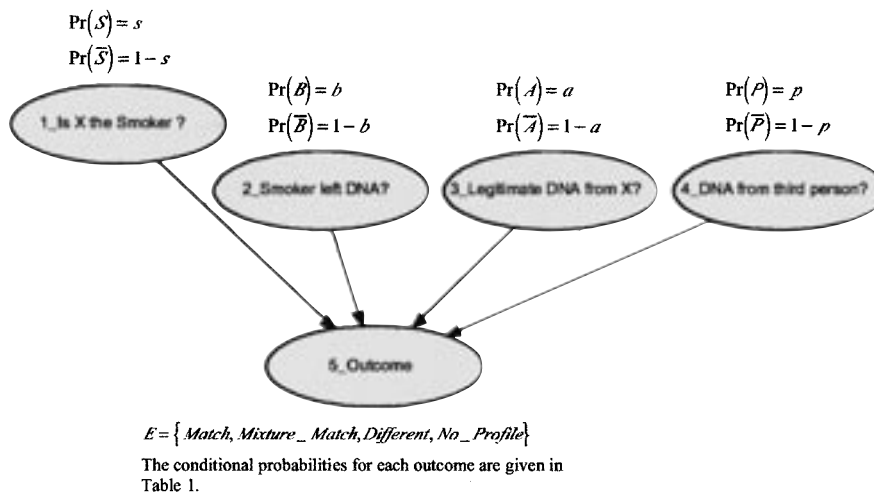 Pr(S) = s
Pr(S̅) = 1 − s
Pr(B) = b
Pr(B̅) = 1 − b
Pr(A) = a
Pr(A̅) = 1 − a
Pr(P) = p
Pr(P̅) = 1 − p
1_Is X the Smoker ?
2_Smoker left DNA?
3_Legitimate DNA from X?
4_DNA from third person?
5_Outcome
E = { Match, Mixture_Match, Different, No_Profile}
The conditional probabilities for each outcome are given in
Table 1.